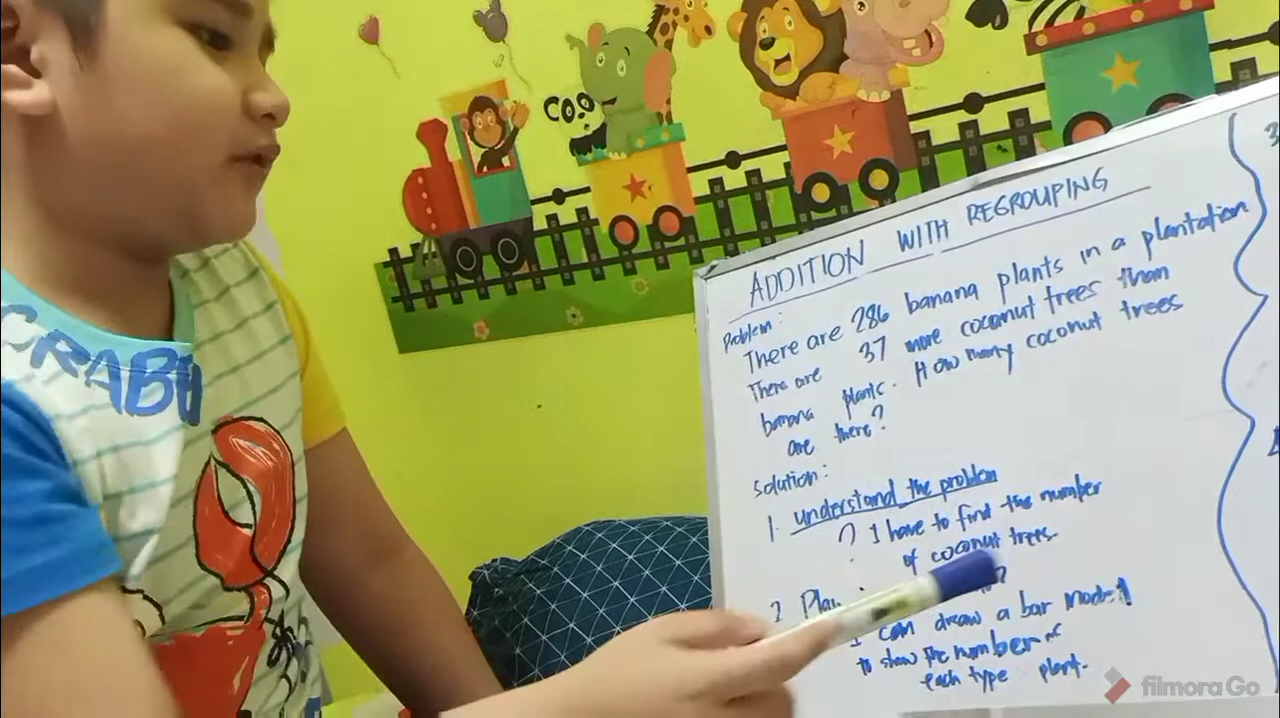 CRABBY
ADDITION WITH REGROUPING
Problem:
There are 286 banana plants in a plantation
There are 37 more coconut trees than
banana plants. How many coconut trees
are there?
Solution:
1. understand the problem
? I have to find the number
of coconut trees.
2 Plan
I can draw a bar model
to show the number of
each type plant.
filmora Go